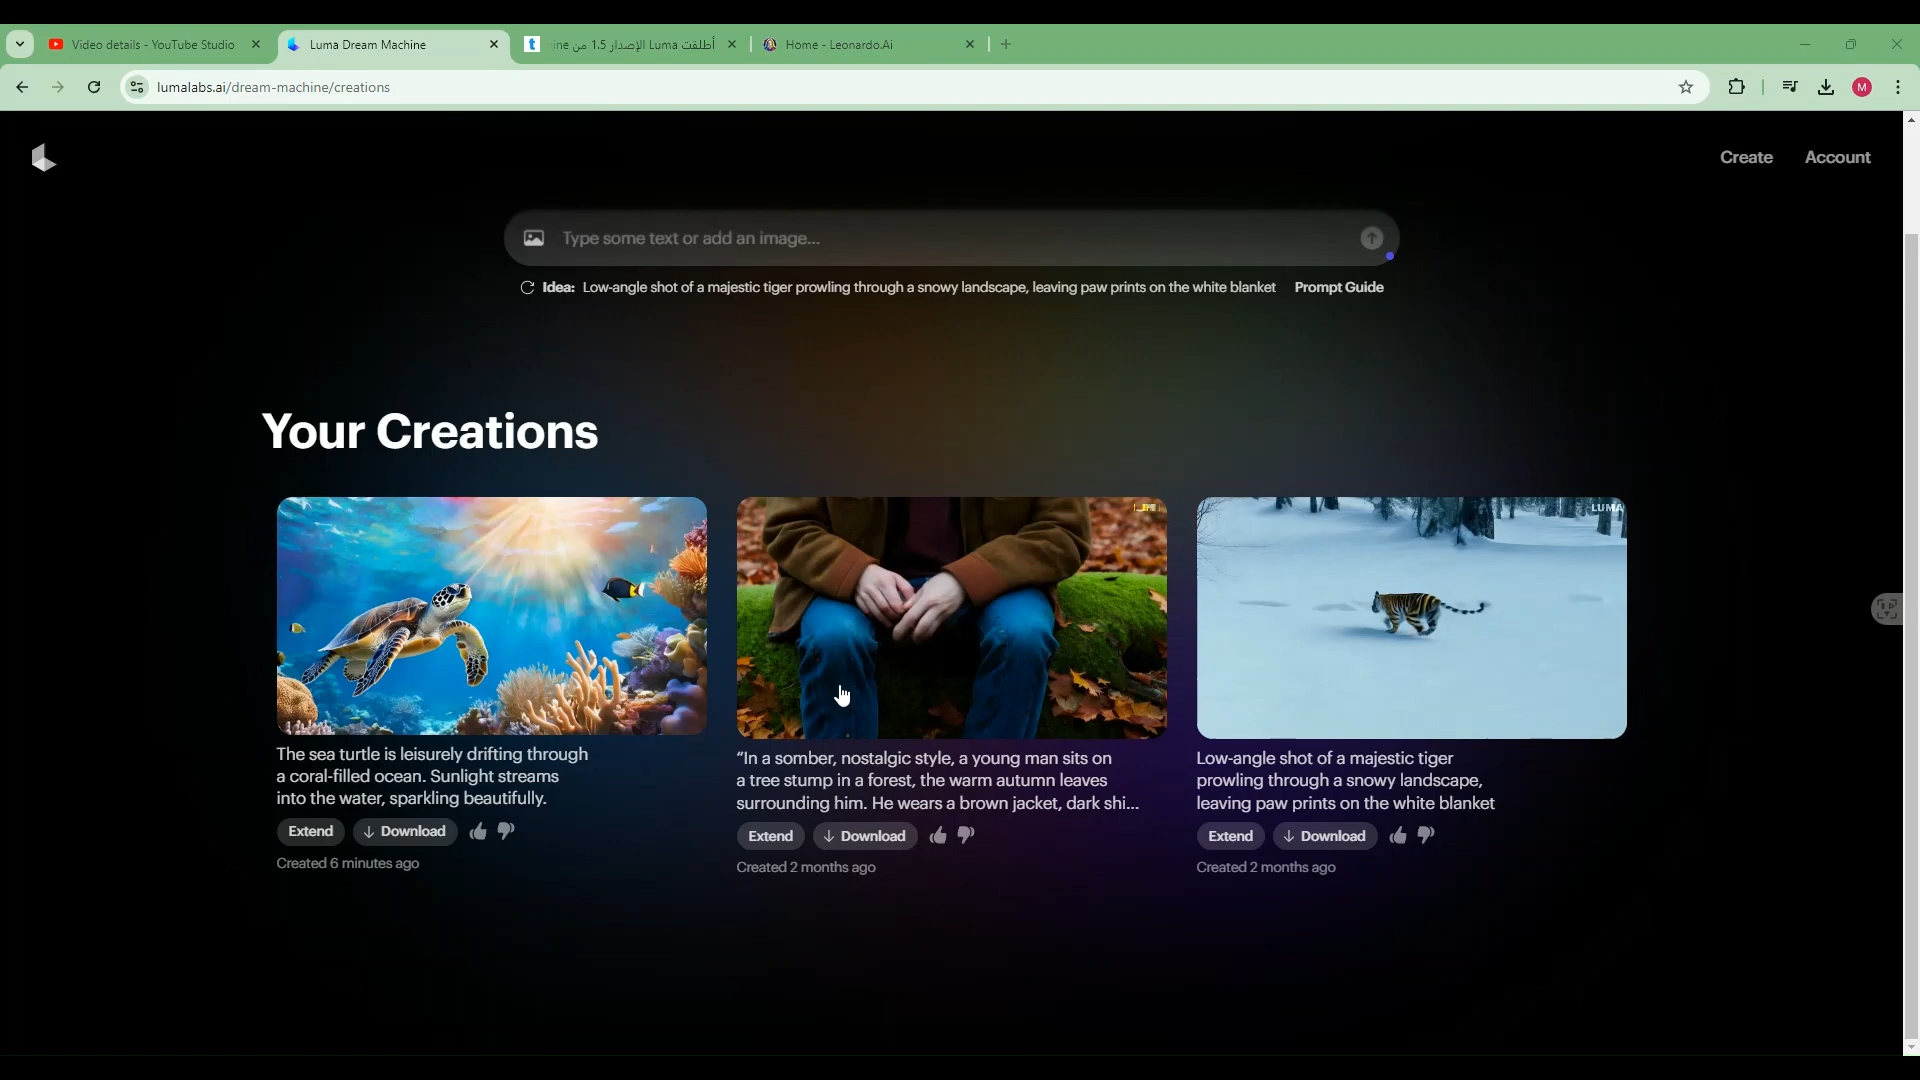 Video details - YouTube Studio
Luma Dream Machine
أطلقت Luma الإصدار 1.5 من ine
Home - Leonardo.Ai
lumalabs.ai/dream-machine/creations
M
Create
Account
Type some text or add an image...
Idea: Low-angle shot of a majestic tiger prowling through a snowy landscape, leaving paw prints on the white blanket
Prompt Guide
Your Creations
LUMA
The sea turtle is leisurely drifting through
a coral-filled ocean. Sunlight streams
into the water, sparkling beautifully.
Extend
Download
Created 6 minutes ago
“In a somber, nostalgic style, a young man sits on
a tree stump in a forest, the warm autumn leaves
surrounding him. He wears a brown jacket, dark shi...
Extend
Download
Created 2 months ago
Low-angle shot of a majestic tiger
prowling through a snowy landscape,
leaving paw prints on the white blanket
Extend
Download
Created 2 months ago